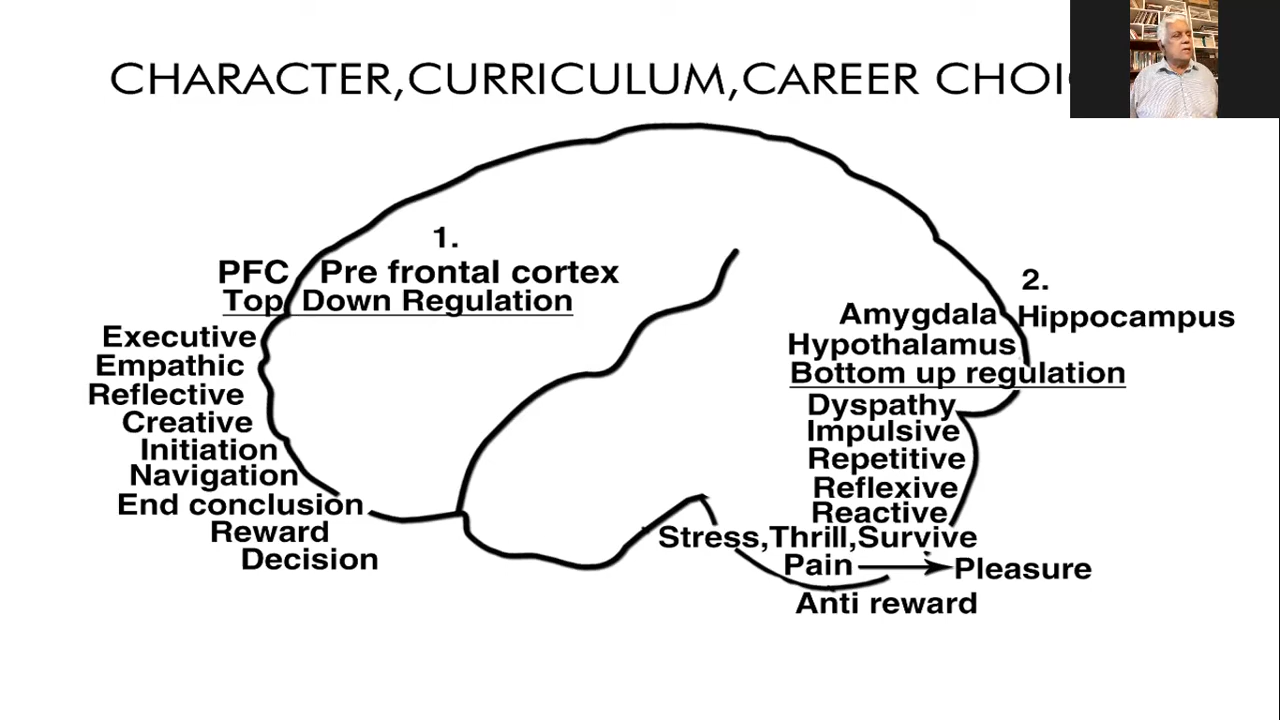 CHARACTER,CURRICULUM,CAREER
1.
PFC Pre frontal cortex
Top Down Regulation
Executive
Empathic
Reflective
Creative
Initiation
Navigation
End conclusion
Reward
Decision
2.
Amygdala Hippocampus
Hypothalamus
Bottom up regulation
Dyspathy
Impulsive
Repetitive
Reflexive
Reactive
Stress,Thrill,Survive
Pain Pleasure
Anti reward